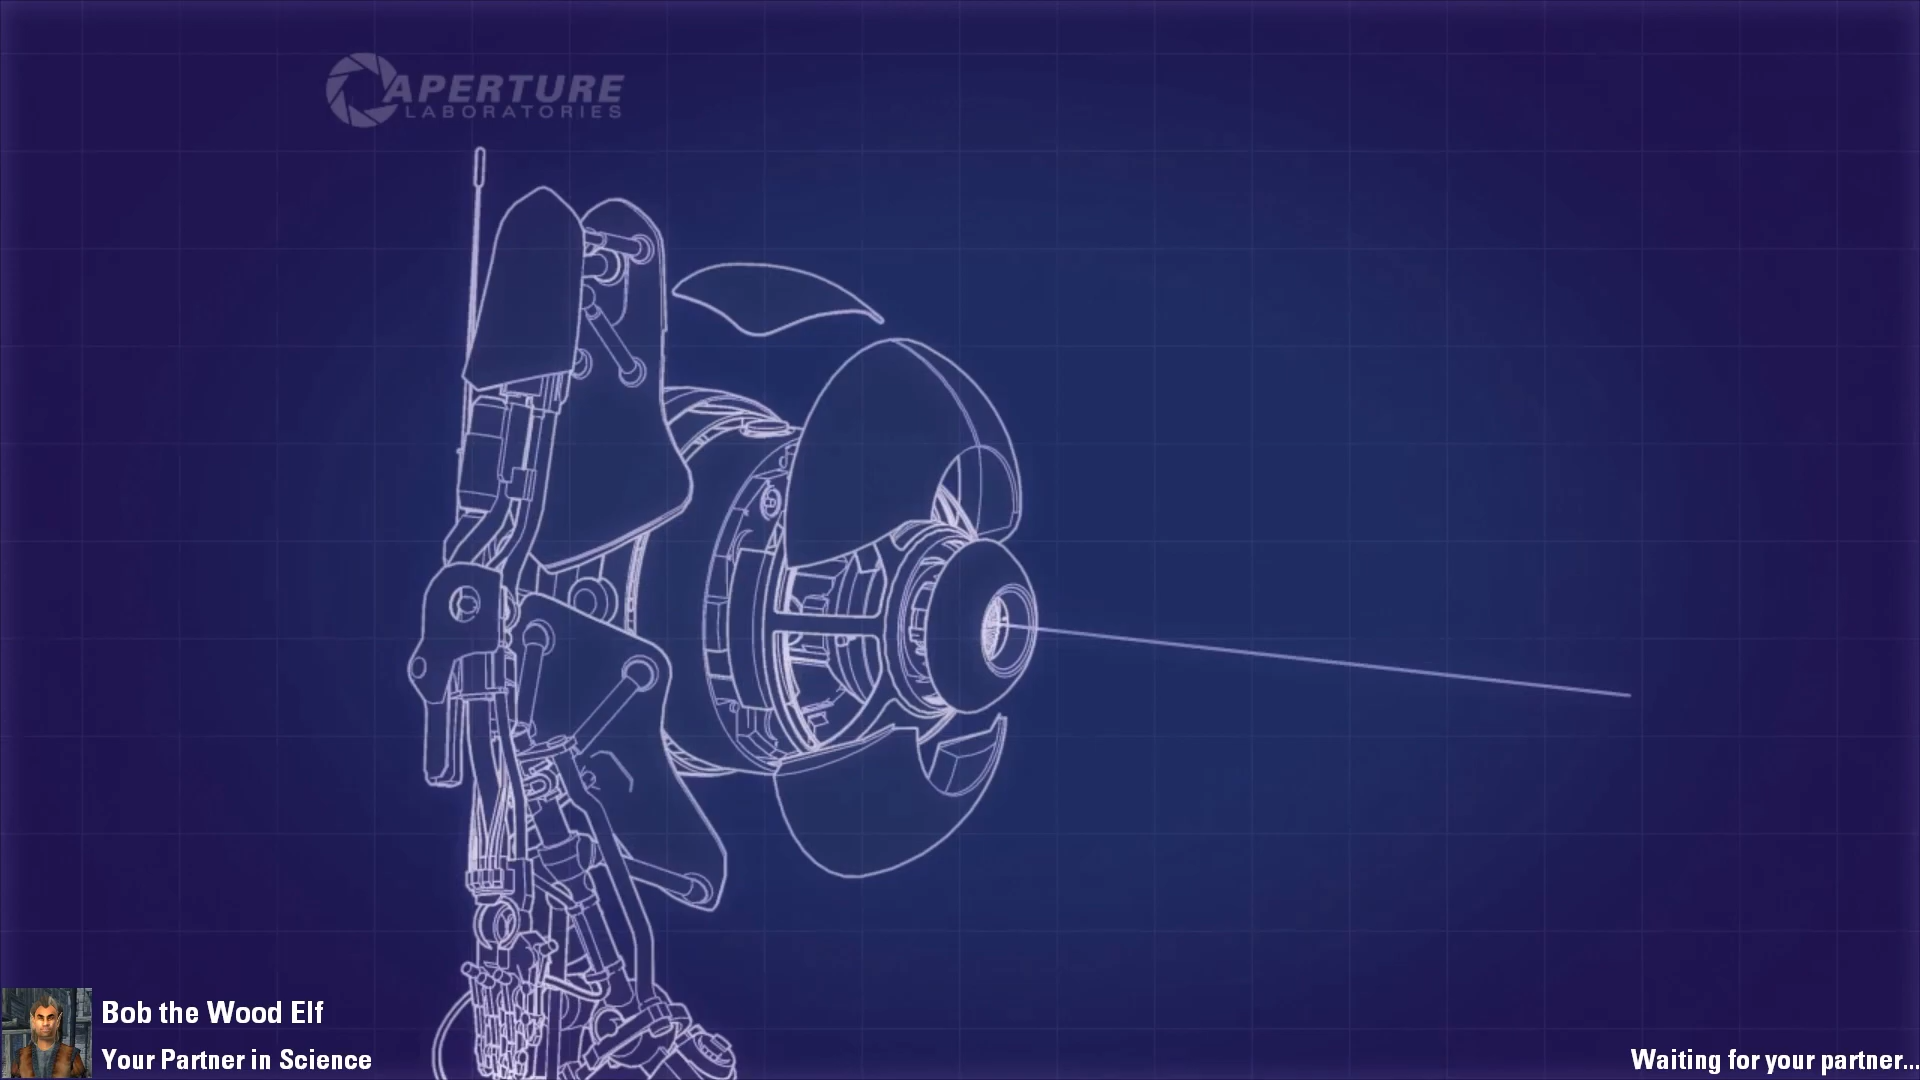 APERTURE
LABORATORIES
Bob the Wood Elf
Your Partner in Science
Waiting for your partner...